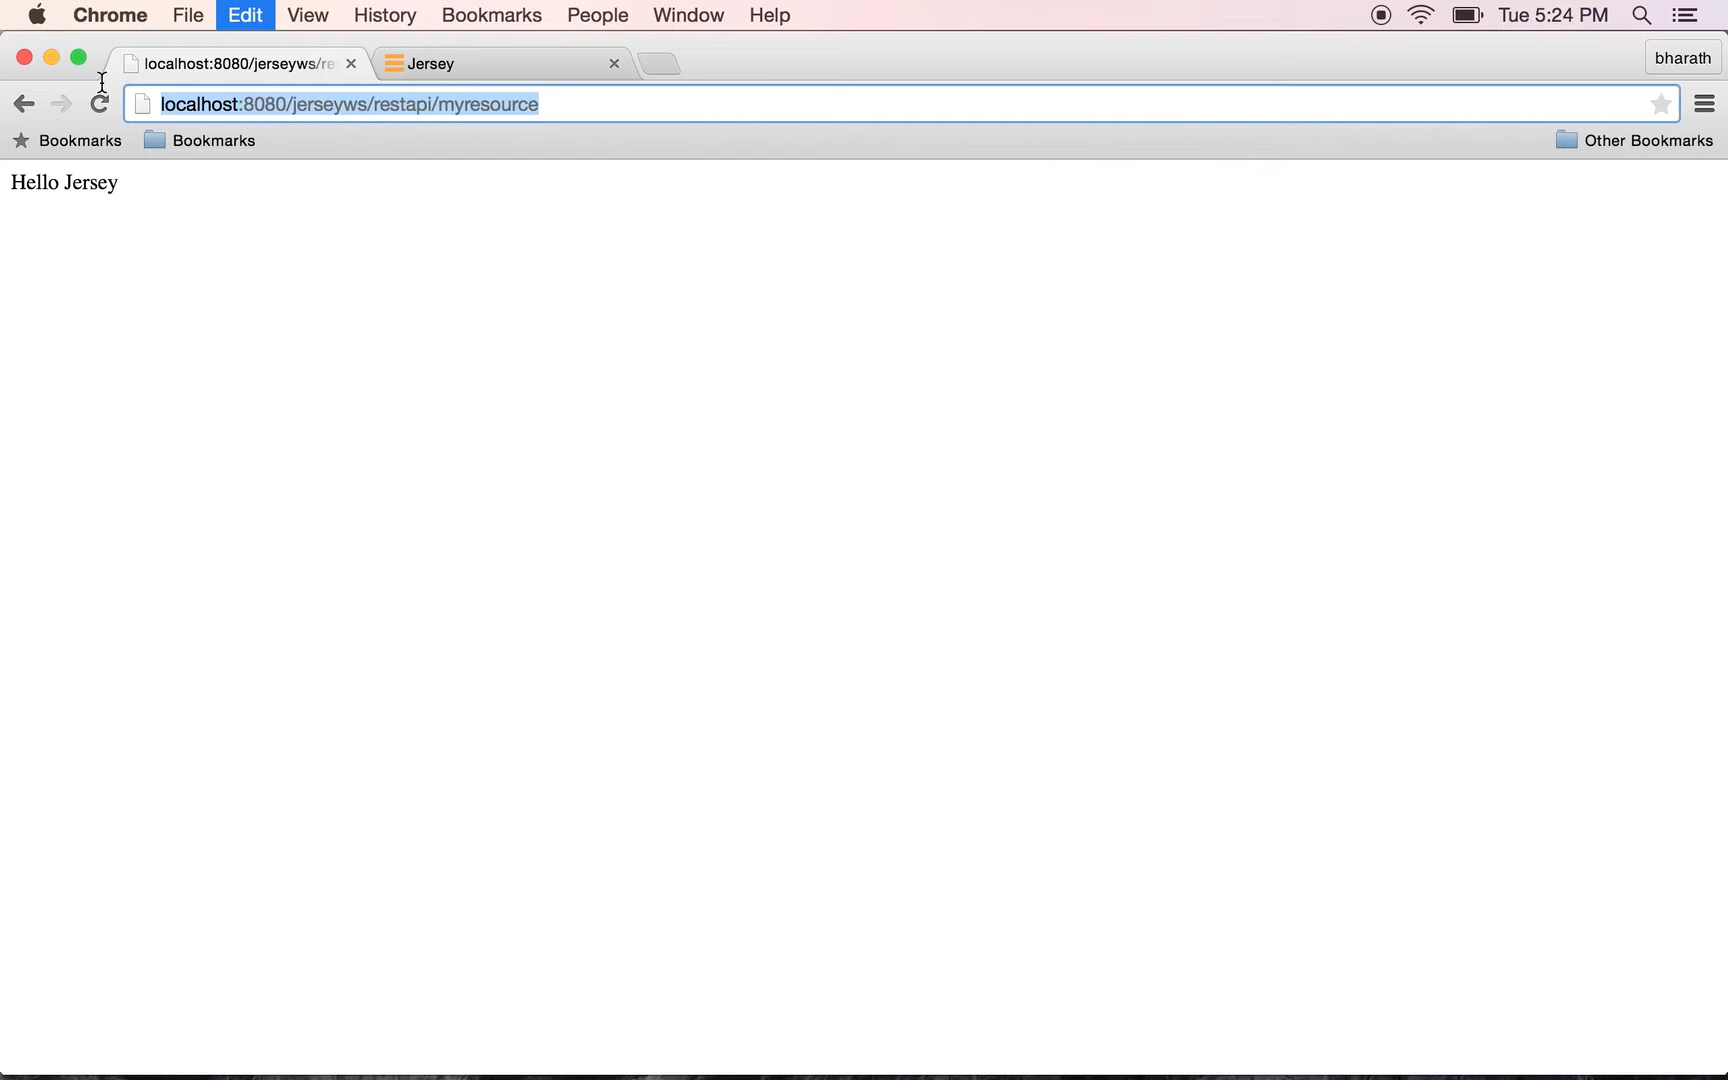 Chrome File Edit View History Bookmarks People Window Help Tue 5:24 PM
localhost:8080/jerseyws/re Jersey bharath
localhost:8080/jerseyws/restapi/myresource
Bookmarks Bookmarks Other Bookmarks
Hello Jersey